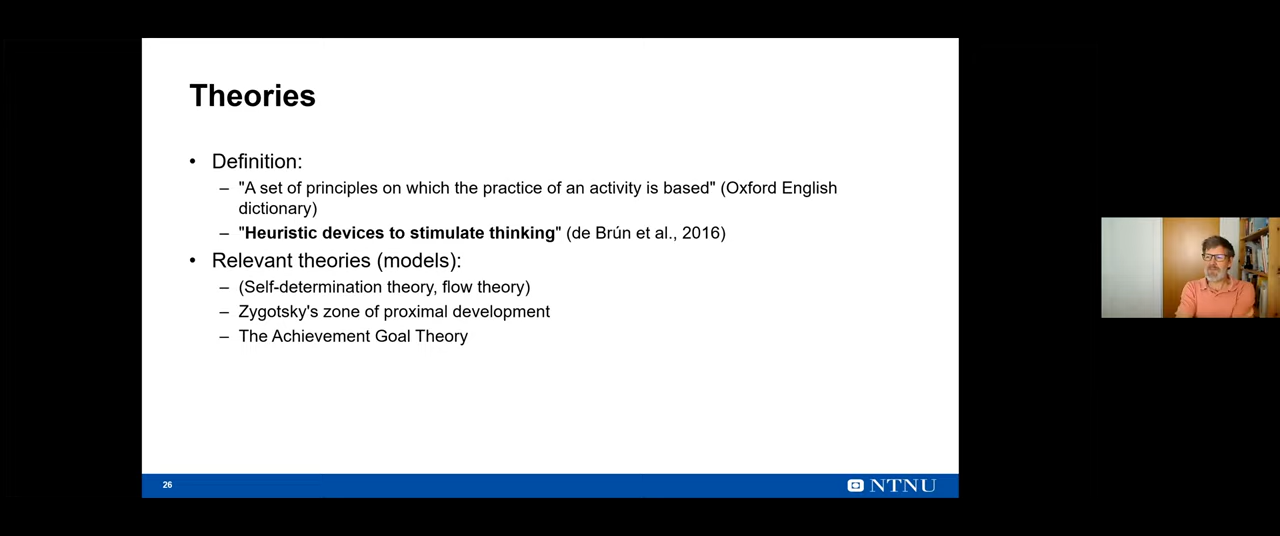 Theories
• Definition:
– "A set of principles on which the practice of an activity is based" (Oxford English
dictionary)
– "Heuristic devices to stimulate thinking" (de Brún et al., 2016)
• Relevant theories (models):
– (Self-determination theory, flow theory)
– Zygotsky's zone of proximal development
– The Achievement Goal Theory
26
NTNU